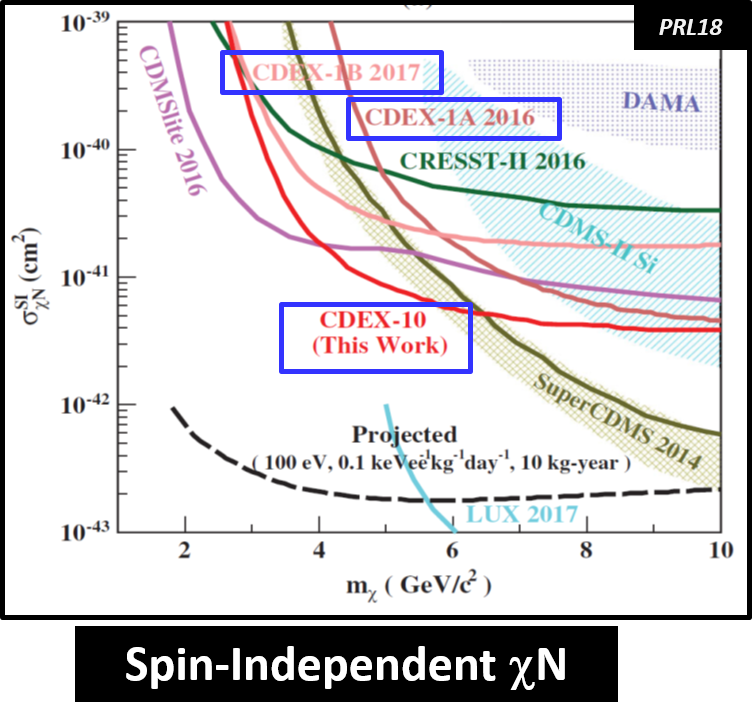 PRL18
10⁻³⁹
CDEX-1B 2017
DAMA
CDMSlite 2016
CDEX-1A 2016
10⁻⁴⁰
CRESST-II 2016
CDMS-II Si
σ^SI_χN (cm²)
10⁻⁴¹
CDEX-10
(This Work)
SuperCDMS 2014
10⁻⁴²
Projected
( 100 eV, 0.1 keVee⁻¹kg⁻¹day⁻¹, 10 kg-year )
LUX 2017
10⁻⁴³
2 4 6 8 10
m_χ ( GeV/c² )
Spin-Independent χN